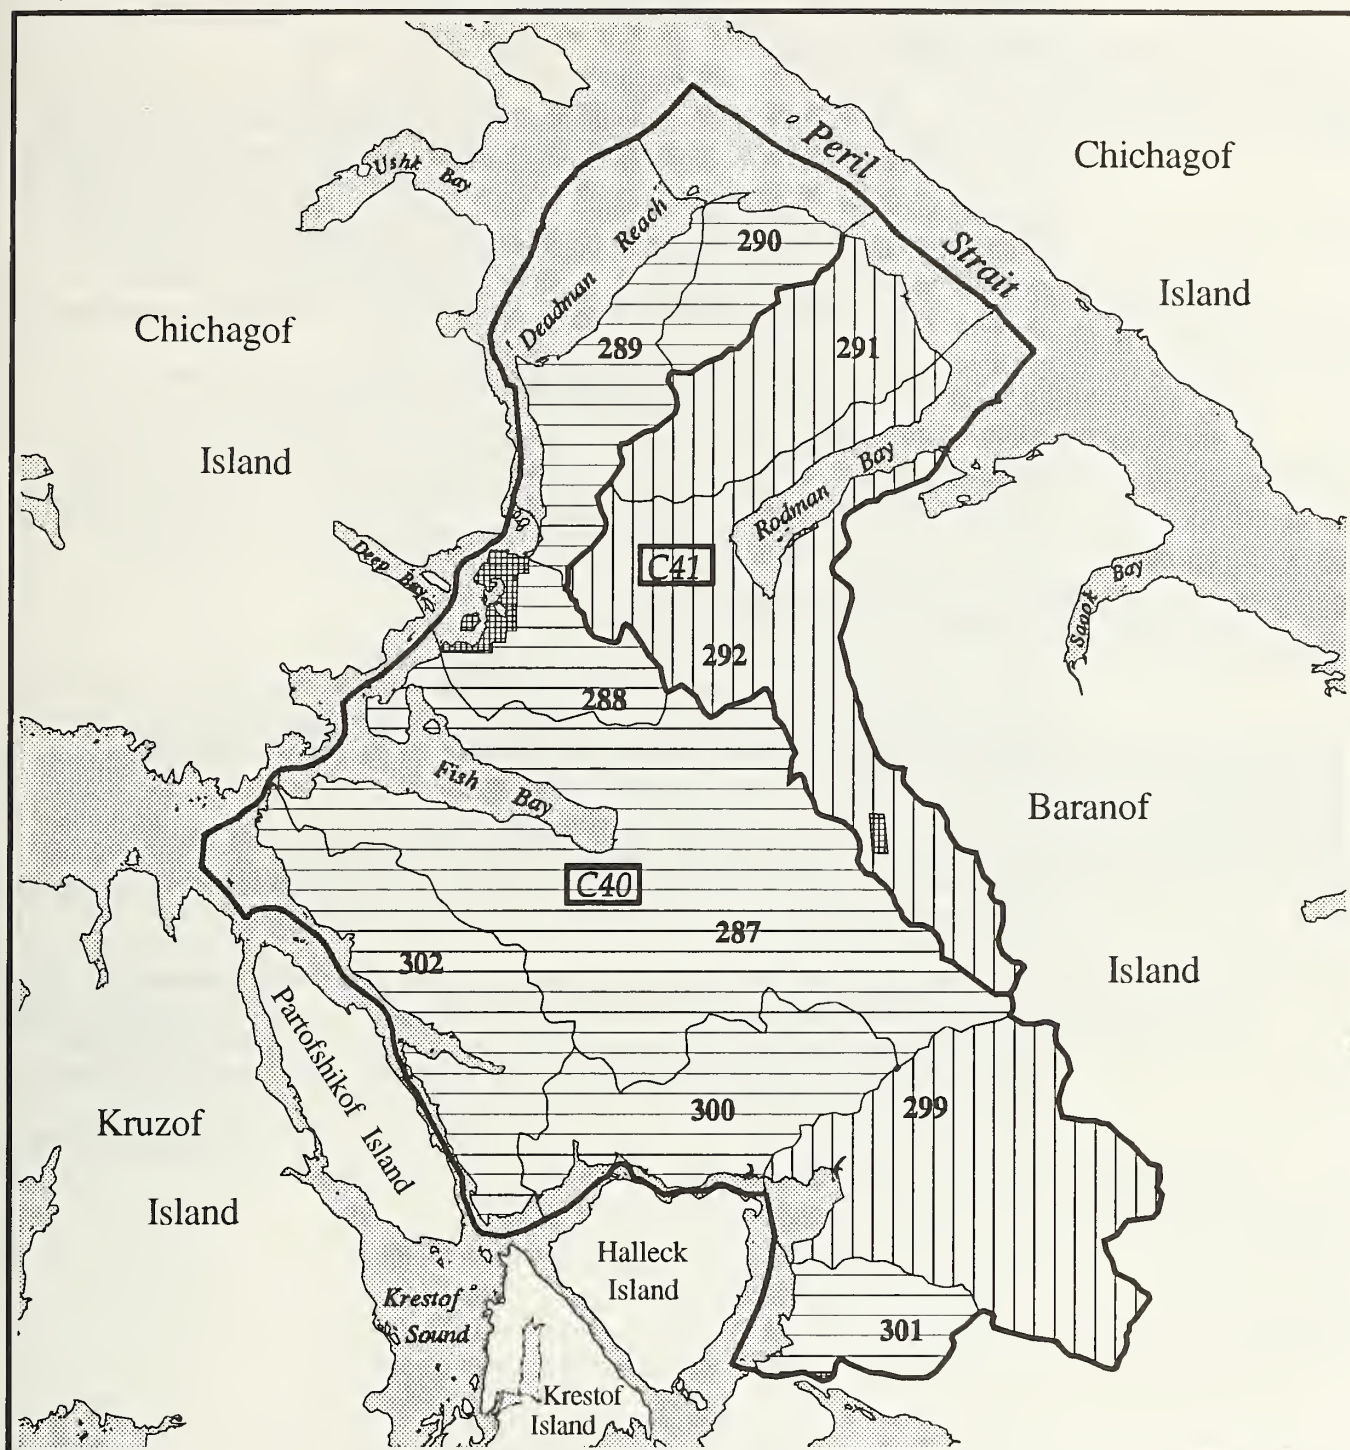 Peril
Strait
Chichagof
Island
Ushk Bay
Deadman Reach
290
289
291
Chichagof
Island
Rodman Bay
Deep Bay
C41
Saook Bay
292
288
Fish Bay
Baranof
Island
C40
287
302
Partofshikof Island
300
299
Kruzof
Island
Halleck
Island
Krestof
Sound
301
Krestof
Island